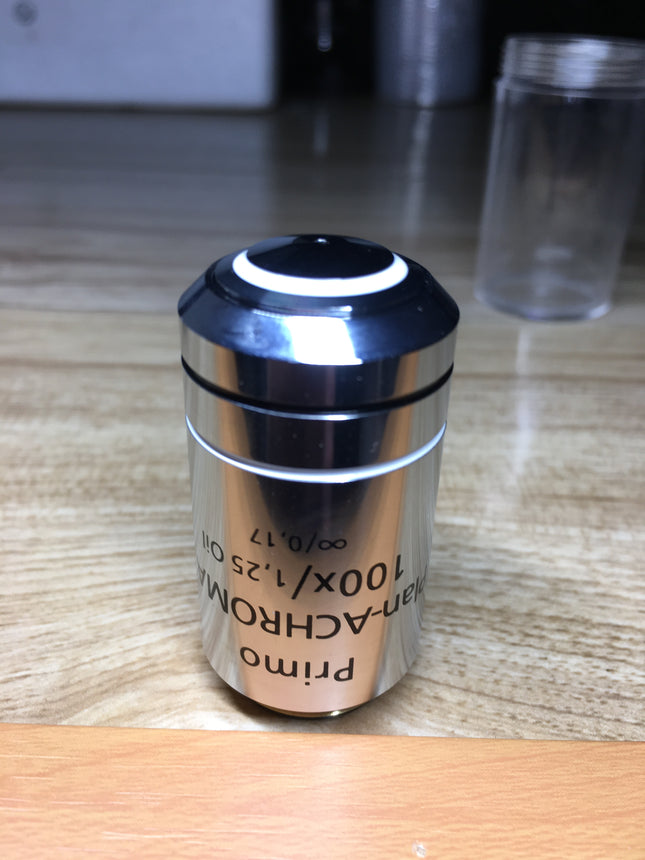 Primo
Plan-ACHROMA
100x/1,25 Oil
∞/0,17